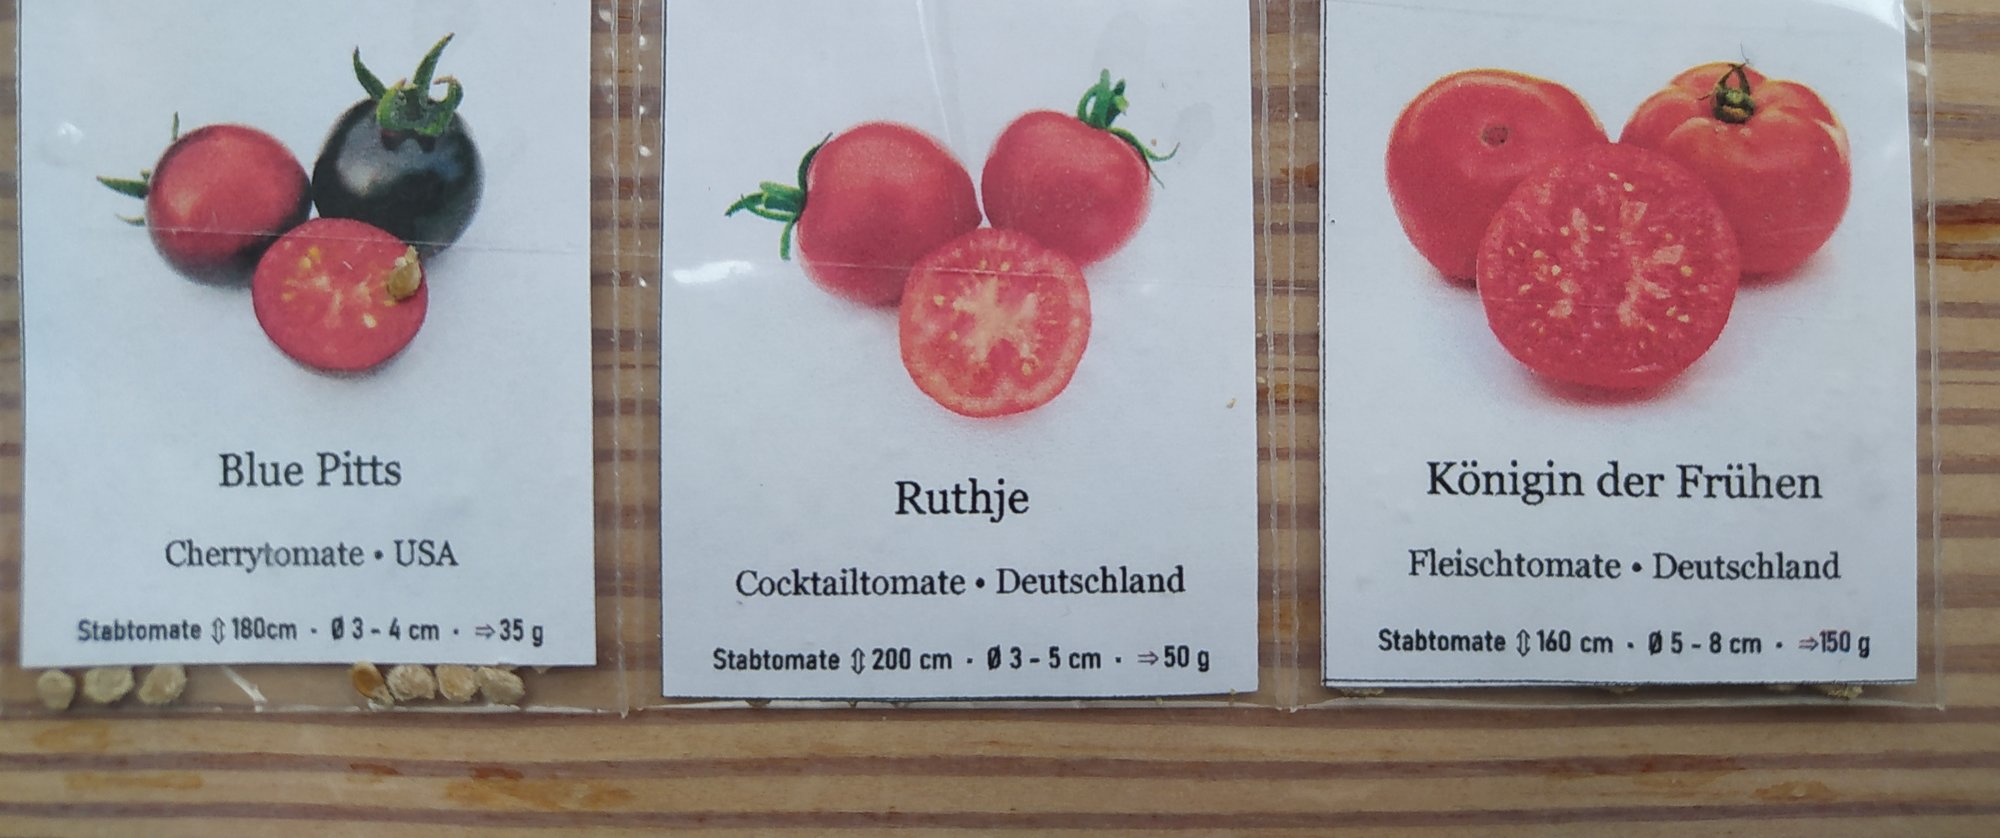 Blue Pitts
Cherrytomate • USA
Stabtomate ⇕ 180cm · Ø 3 - 4 cm · ⇒ 35 g
Ruthje
Cocktailtomate • Deutschland
Stabtomate ⇕ 200 cm · Ø 3 - 5 cm · ⇒ 50 g
Königin der Frühen
Fleischtomate • Deutschland
Stabtomate ⇕ 160 cm · Ø 5 - 8 cm · ⇒150 g